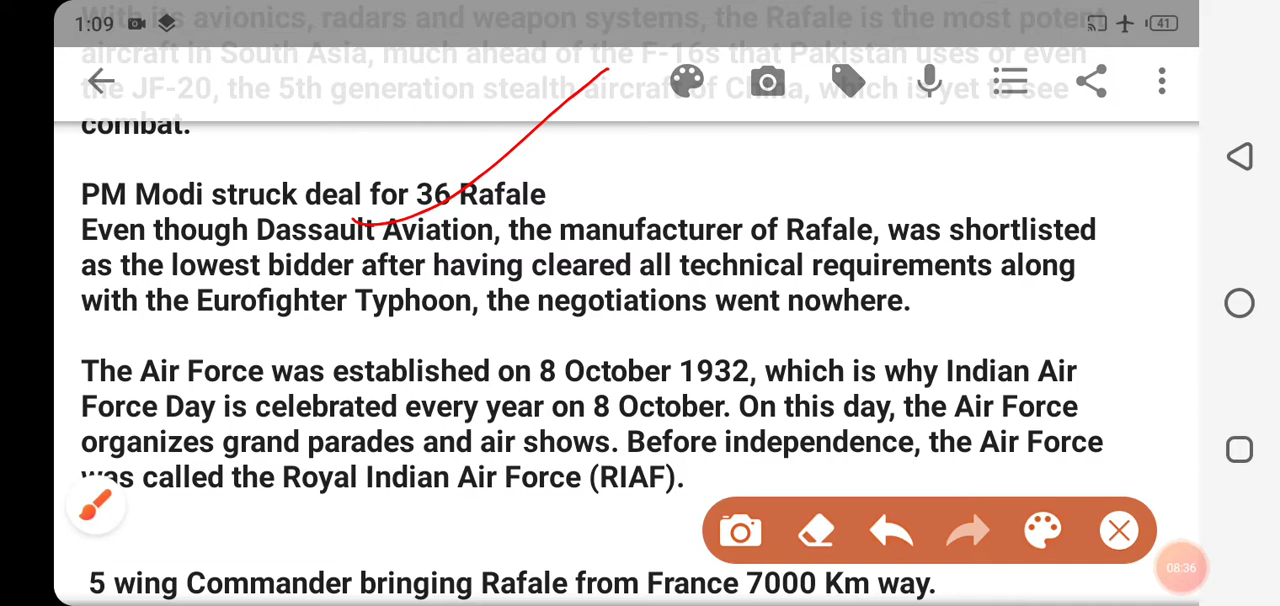 1:09
41
With its avionics, radars and weapon systems, the Rafale is the most potent
aircraft in South Asia, much ahead of the F-16s that Pakistan uses or even
the JF-20, the 5th generation stealth aircraft of China, which is yet to see
combat.
PM Modi struck deal for 36 Rafale
Even though Dassault Aviation, the manufacturer of Rafale, was shortlisted
as the lowest bidder after having cleared all technical requirements along
with the Eurofighter Typhoon, the negotiations went nowhere.
The Air Force was established on 8 October 1932, which is why Indian Air
Force Day is celebrated every year on 8 October. On this day, the Air Force
organizes grand parades and air shows. Before independence, the Air Force
was called the Royal Indian Air Force (RIAF).
5 wing Commander bringing Rafale from France 7000 Km way.
08:36